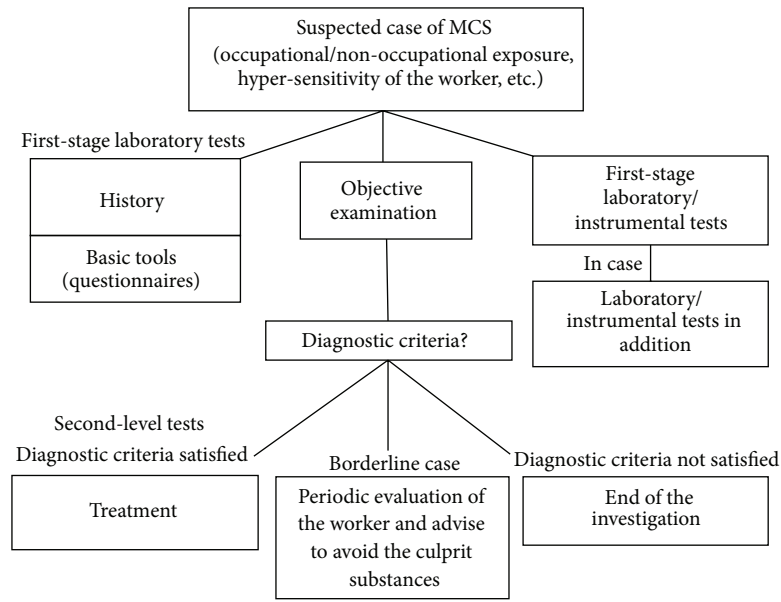 Suspected case of MCS
(occupational/non-occupational exposure,
hyper-sensitivity of the worker, etc.)
First-stage laboratory tests
History
Basic tools
(questionnaires)
Objective
examination
First-stage
laboratory/
instrumental tests
In case
Laboratory/
instrumental tests in
addition
Diagnostic criteria?
Second-level tests
Diagnostic criteria satisfied
Treatment
Borderline case
Periodic evaluation of
the worker and advise
to avoid the culprit
substances
Diagnostic criteria not satisfied
End of the
investigation